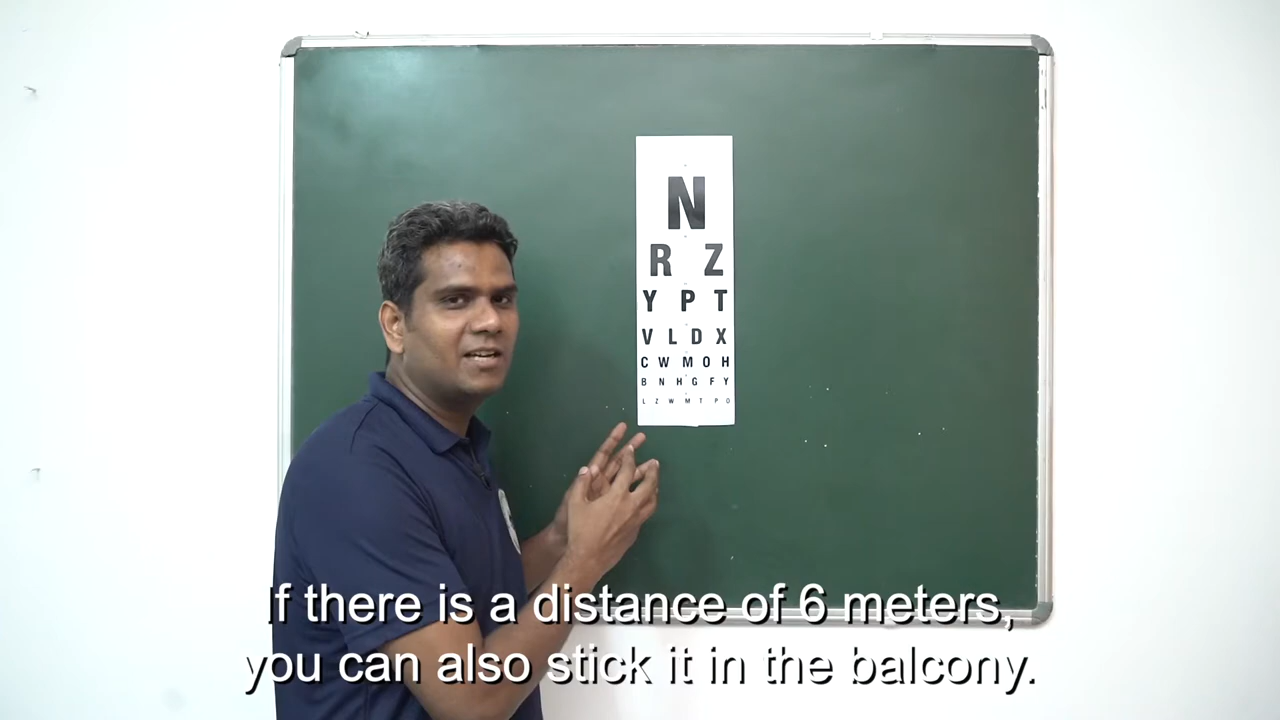 N
R Z
Y P T
V L D X
C W M O H
B N H G F Y
L Z W M T P O
If there is a distance of 6 meters,
you can also stick it in the balcony.